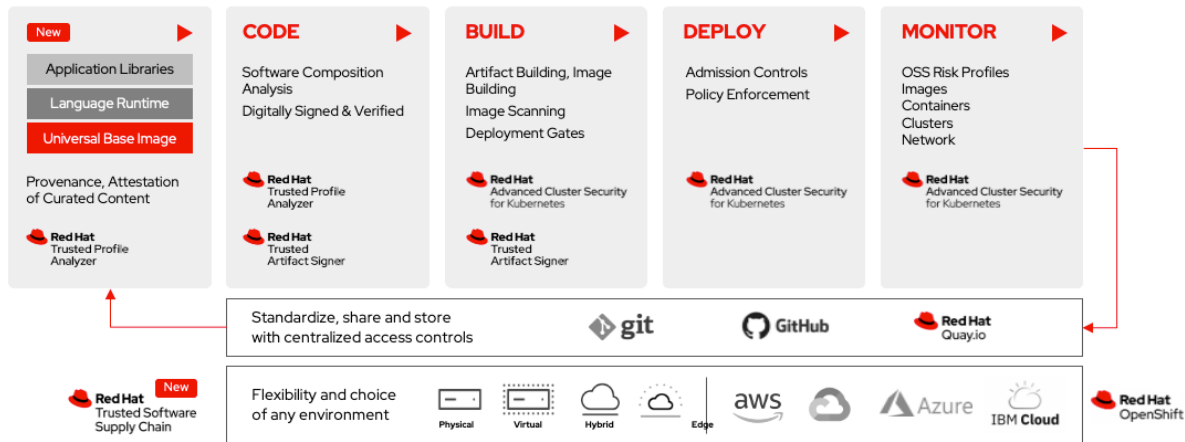 New
Application Libraries
Language Runtime
Universal Base Image
Provenance, Attestation
of Curated Content
Red Hat
Trusted Profile
Analyzer
CODE
Software Composition
Analysis
Digitally Signed & Verified
Red Hat
Trusted Profile
Analyzer
Red Hat
Trusted
Artifact Signer
BUILD
Artifact Building, Image
Building
Image Scanning
Deployment Gates
Red Hat
Advanced Cluster Security
for Kubernetes
Red Hat
Trusted
Artifact Signer
DEPLOY
Admission Controls
Policy Enforcement
Red Hat
Advanced Cluster Security
for Kubernetes
MONITOR
OSS Risk Profiles
Images
Containers
Clusters
Network
Red Hat
Advanced Cluster Security
for Kubernetes
Standardize, share and store
with centralized access controls
git
GitHub
Red Hat
Quay.io
New
Red Hat
Trusted Software
Supply Chain
Flexibility and choice
of any environment
Physical
Virtual
Hybrid
Edge
aws
Azure
IBM Cloud
Red Hat
OpenShift